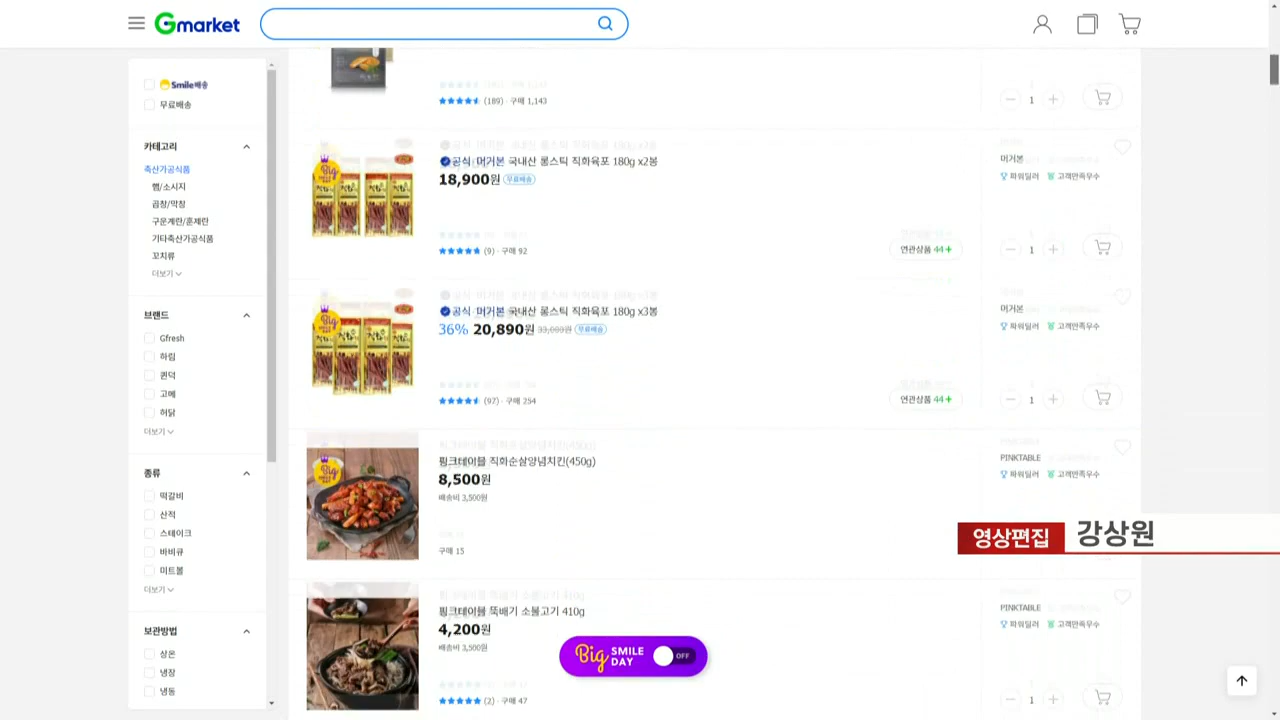 Gmarket
Smile배송
무료배송
카테고리
축산가공식품
햄/소시지
곱창/막창
구운계란/훈제란
기타축산가공식품
꼬치류
더보기
브랜드
Gfresh
하림
퀸덕
고메
허닭
더보기
종류
떡갈비
산적
스테이크
바비큐
미트볼
더보기
보관방법
상온
냉장
냉동
(189) · 구매 1,143
1
공식 머거본 국내산 롱스틱 직화육포 180g x2봉
18,900원 무료배송
(9) · 구매 92
머거본
파워딜러 고객만족우수
연관상품 44+
1
공식 머거본 국내산 롱스틱 직화육포 180g x3봉
36% 20,890원 33,000원 무료배송
(97) · 구매 254
머거본
파워딜러 고객만족우수
연관상품 44+
1
핑크테이블 직화순살양념치킨(450g)
8,500원
배송비 3,500원
구매 15
PINKTABLE
파워딜러 고객만족우수
영상편집 강상원
핑크테이블 뚝배기 소불고기 410g
4,200원
배송비 3,500원
(2) · 구매 47
PINKTABLE
파워딜러 고객만족우수
1
Big SMILE DAY OFF